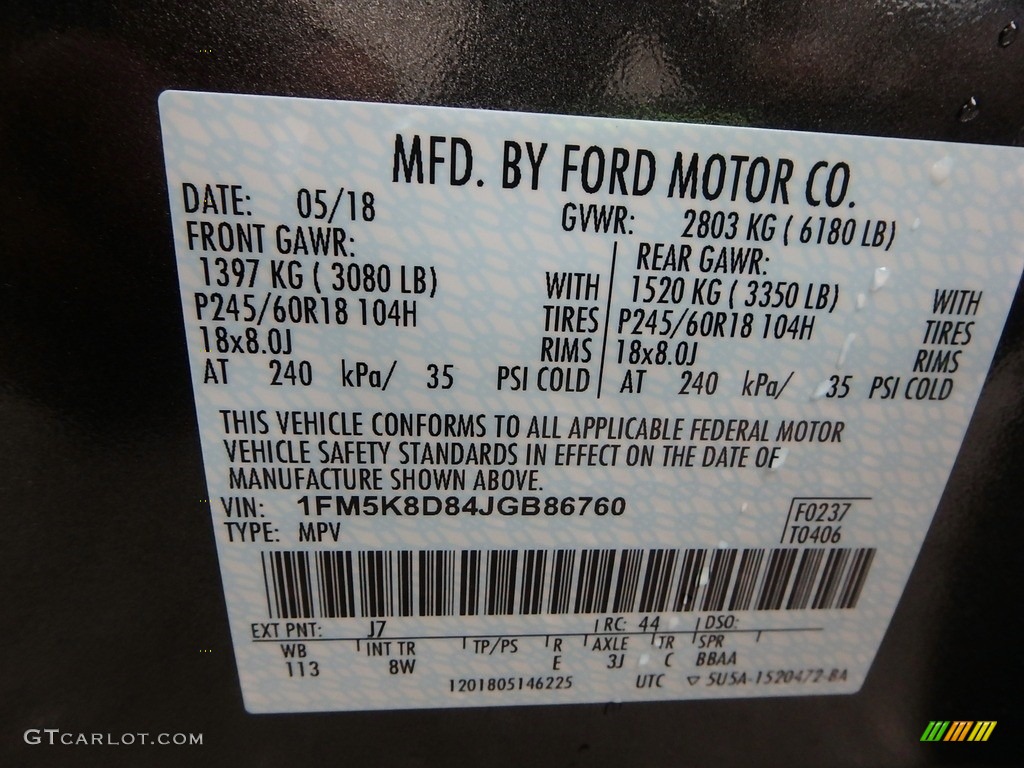 MFD. BY FORD MOTOR CO.
DATE: 05/18 GVWR: 2803 KG ( 6180 LB)
FRONT GAWR: REAR GAWR:
1397 KG ( 3080 LB) WITH 1520 KG ( 3350 LB) WITH
P245/60R18 104H TIRES P245/60R18 104H TIRES
18x8.0J RIMS 18x8.0J RIMS
AT 240 kPa/ 35 PSI COLD AT 240 kPa/ 35 PSI COLD
THIS VEHICLE CONFORMS TO ALL APPLICABLE FEDERAL MOTOR
VEHICLE SAFETY STANDARDS IN EFFECT ON THE DATE OF
MANUFACTURE SHOWN ABOVE.
VIN: 1FM5K8D84JGB86760 F0237
TYPE: MPV T0406
EXT PNT: J7 RC: 44 DSO:
WB INT TR TP/PS R AXLE TR SPR
113 8W E 3J C BBAA
1201805146225 UTC ▽ 5U5A-1520472-BA
GTCARLOT.COM